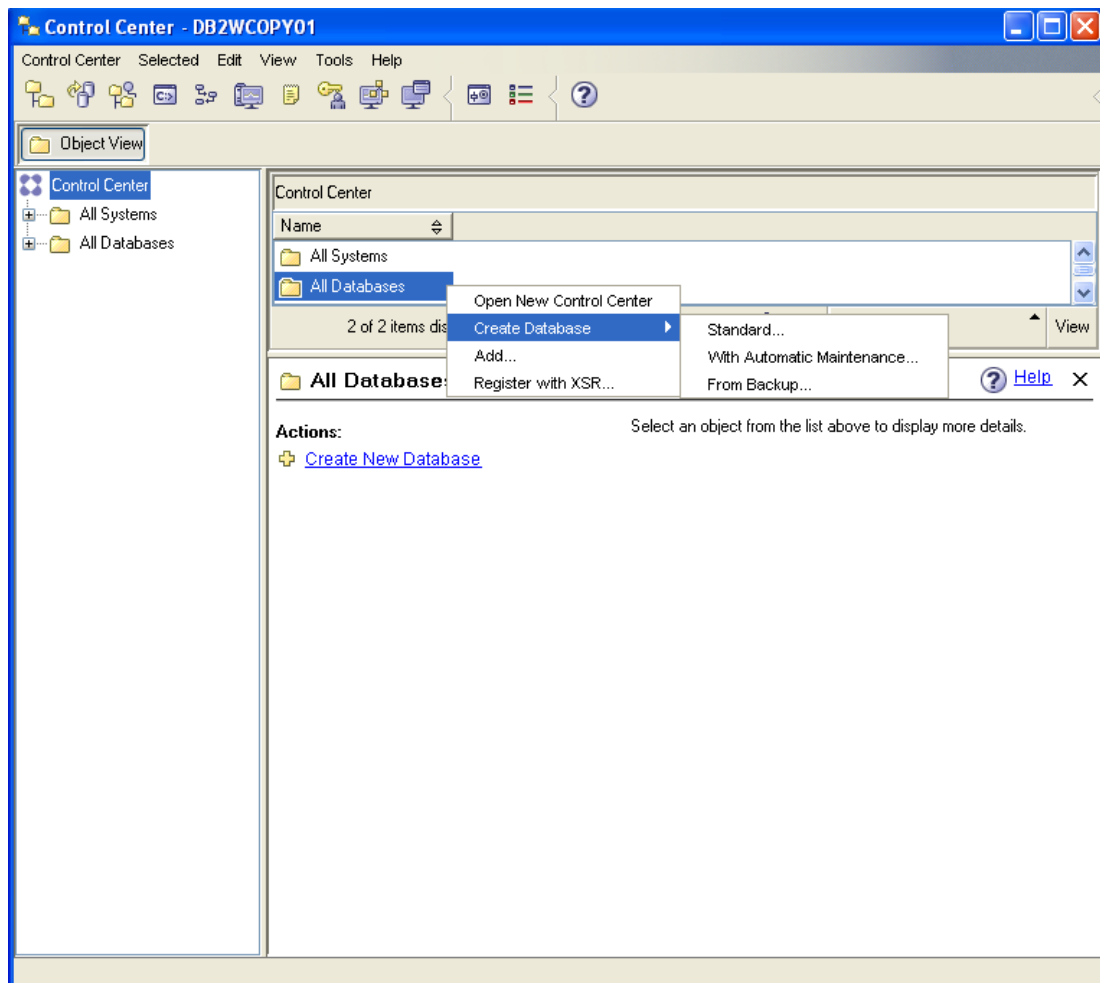 Control Center - DB2WCOPY01
Control Center Selected Edit View Tools Help
Object View
Control Center
All Systems
All Databases
Control Center
Name
All Systems
All Databases
2 of 2 items dis
View
Open New Control Center
Create Database
Add...
Register with XSR...
Standard...
With Automatic Maintenance...
From Backup...
All Databases
Help
Actions:
Create New Database
Select an object from the list above to display more details.